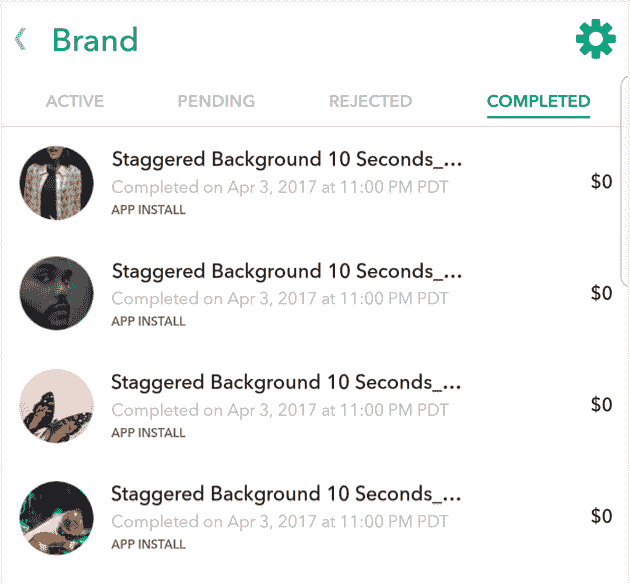 Brand
ACTIVE PENDING REJECTED COMPLETED
Staggered Background 10 Seconds_...
Completed on Apr 3, 2017 at 11:00 PM PDT
$0
APP INSTALL
Staggered Background 10 Seconds_...
Completed on Apr 3, 2017 at 11:00 PM PDT
$0
APP INSTALL
Staggered Background 10 Seconds_...
Completed on Apr 3, 2017 at 11:00 PM PDT
$0
APP INSTALL
Staggered Background 10 Seconds_...
Completed on Apr 3, 2017 at 11:00 PM PDT
$0
APP INSTALL